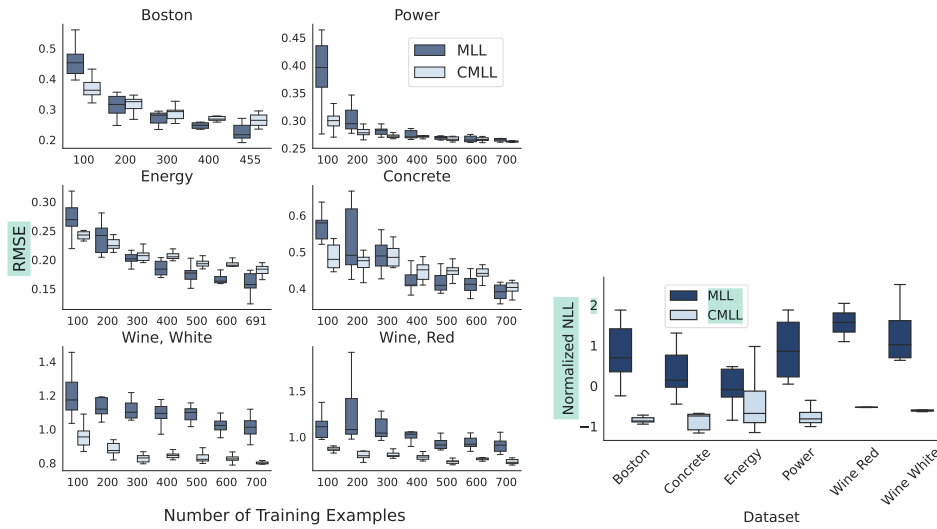 Boston
Power
0.5
0.4
0.3
0.2
100 200 300 400 455
0.45
0.40
0.35
0.30
0.25
MLL
CMLL
100 200 300 400 500 600 700
Energy
Concrete
RMSE
0.30
0.25
0.20
0.15
100 200 300 400 500 600 691
0.6
0.5
0.4
100 200 300 400 500 600 700
Wine, White
Wine, Red
1.4
1.2
1.0
0.8
100 200 300 400 500 600 700
1.5
1.0
100 200 300 400 500 600 700
Number of Training Examples
Normalized NLL
2
1
0
−1
MLL
CMLL
Boston
Concrete
Energy
Power
Wine Red
Wine White
Dataset